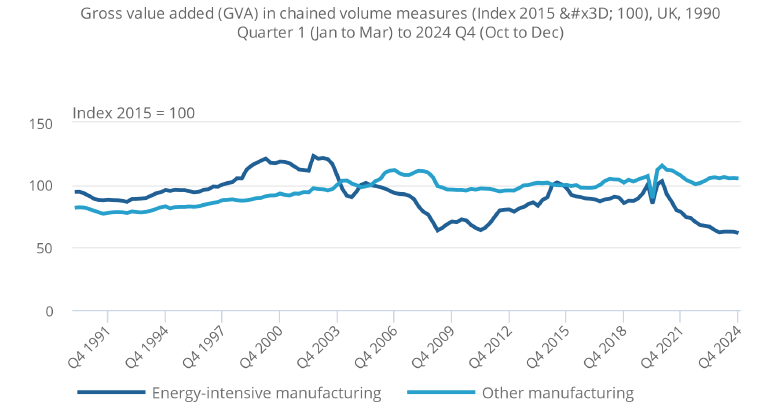 Gross value added (GVA) in chained volume measures (Index 2015 &#x3D; 100), UK, 1990
Quarter 1 (Jan to Mar) to 2024 Q4 (Oct to Dec)
Index 2015 = 100
150
100
50
0
Q4 1991
Q4 1994
Q4 1997
Q4 2000
Q4 2003
Q4 2006
Q4 2009
Q4 2012
Q4 2015
Q4 2018
Q4 2021
Q4 2024
Energy-intensive manufacturing
Other manufacturing